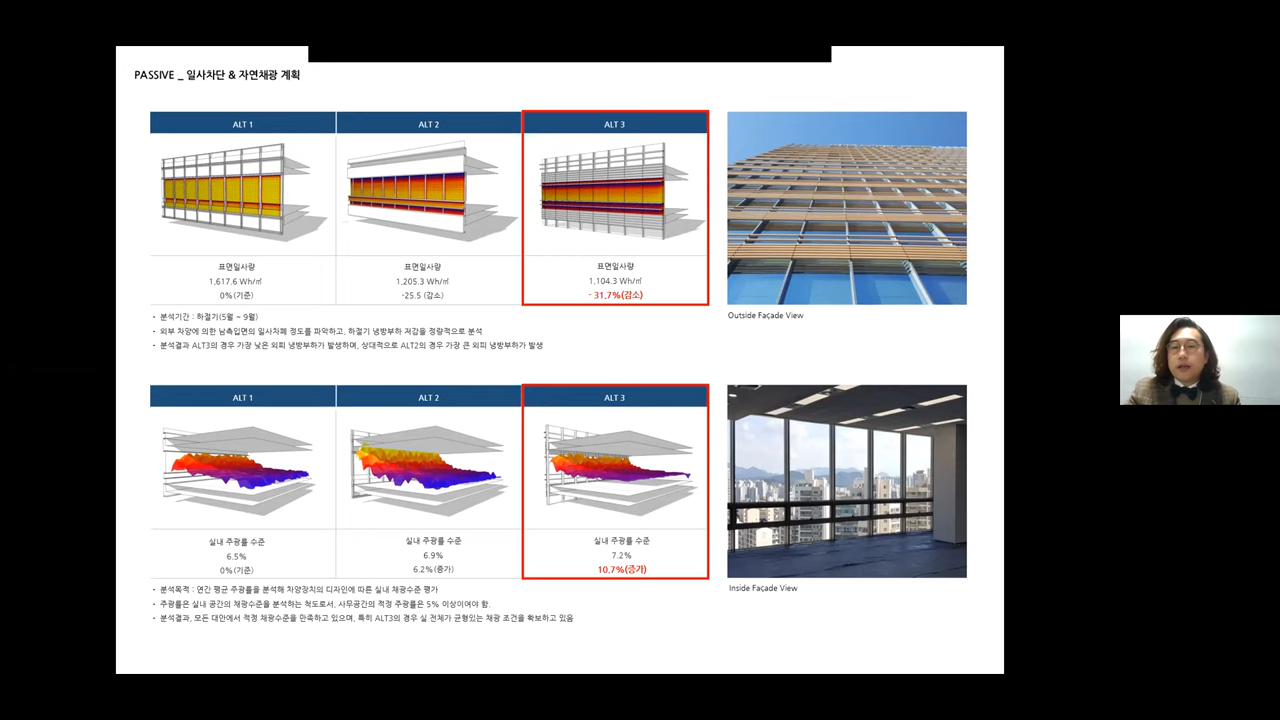 PASSIVE _ 일사차단 & 자연채광 계획
ALT 1
ALT 2
ALT 3
표면일사량
1,617.6 Wh/㎡
0%(기준)
표면일사량
1,205.3 Wh/㎡
-25.5 (감소)
표면일사량
1,104.3 Wh/㎡
- 31.7%(감소)
Outside Façade View
- 분석기간 : 하절기(5월 ~ 9월)
- 외부 차양에 의한 남측입면의 일사차폐 정도를 파악하고, 하절기 냉방부하 저감을 정량적으로 분석
- 분석결과 ALT3의 경우 가장 낮은 외피 냉방부하가 발생하며, 상대적으로 ALT2의 경우 가장 큰 외피 냉방부하가 발생
ALT 1
ALT 2
ALT 3
실내 주광률 수준
6.5%
0%(기준)
실내 주광률 수준
6.9%
6.2%(증가)
실내 주광률 수준
7.2%
10.7%(증가)
Inside Façade View
- 분석목적 : 연간 평균 주광률을 분석해 차양장치의 디자인에 따른 실내 채광수준 평가
- 주광률은 실내 공간의 채광수준을 분석하는 척도로서, 사무공간의 적정 주광률은 5% 이상이여야 함.
- 분석결과, 모든 대안에서 적정 채광수준을 만족하고 있으며, 특히 ALT3의 경우 실 전체가 균형있는 채광 조건을 확보하고 있음